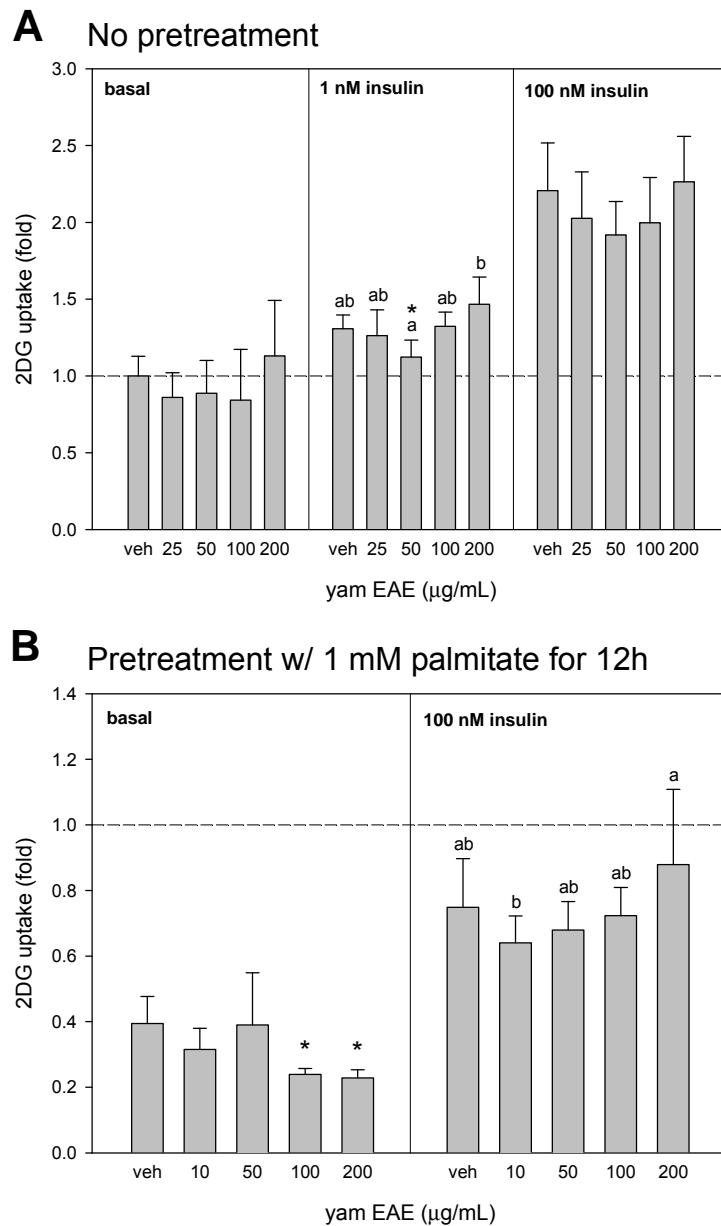 A No pretreatment
3.0
2.5
2.0
1.5
1.0
0.5
0.0
2DG uptake (fold)
basal
1 nM insulin
100 nM insulin
ab ab * a ab b
veh 25 50 100 200 veh 25 50 100 200 veh 25 50 100 200
yam EAE (μg/mL)
B Pretreatment w/ 1 mM palmitate for 12h
1.4
1.2
1.0
0.8
0.6
0.4
0.2
0.0
2DG uptake (fold)
basal
100 nM insulin
* *
ab b ab ab a
veh 10 50 100 200 veh 10 50 100 200
yam EAE (μg/mL)